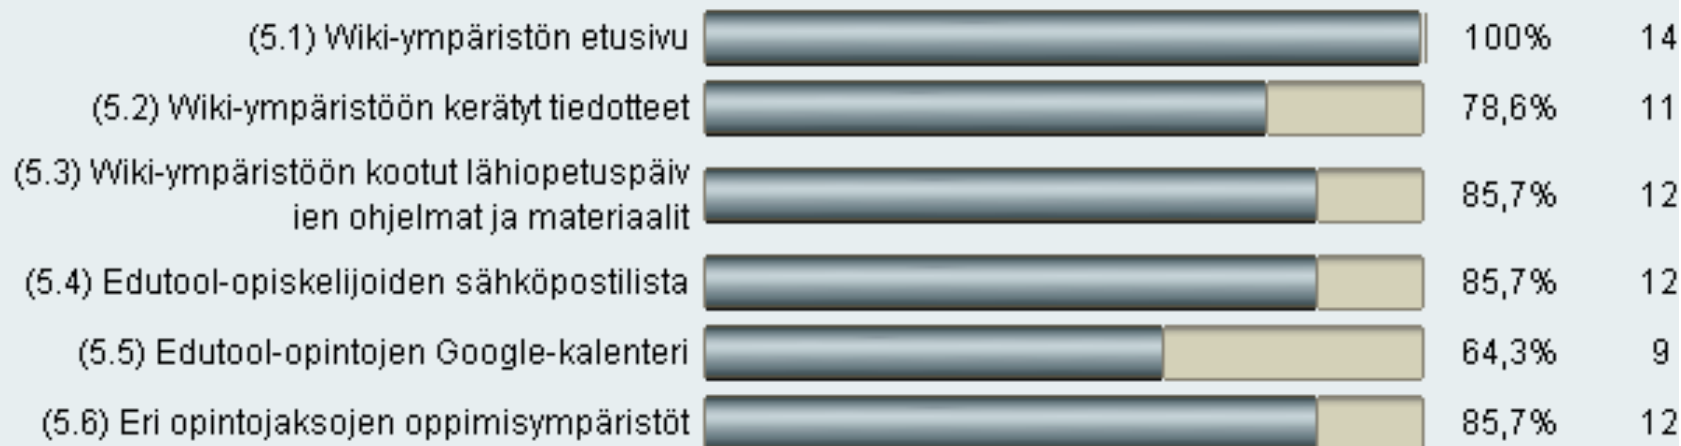 (5.1) Wiki-ympäristön etusivu 100% 14
(5.2) Wiki-ympäristöön kerätyt tiedotteet 78,6% 11
(5.3) Wiki-ympäristöön kootut lähiopetuspäiv
ien ohjelmat ja materiaalit 85,7% 12
(5.4) Edutool-opiskelijoiden sähköpostilista 85,7% 12
(5.5) Edutool-opintojen Google-kalenteri 64,3% 9
(5.6) Eri opintojaksojen oppimisympäristöt 85,7% 12